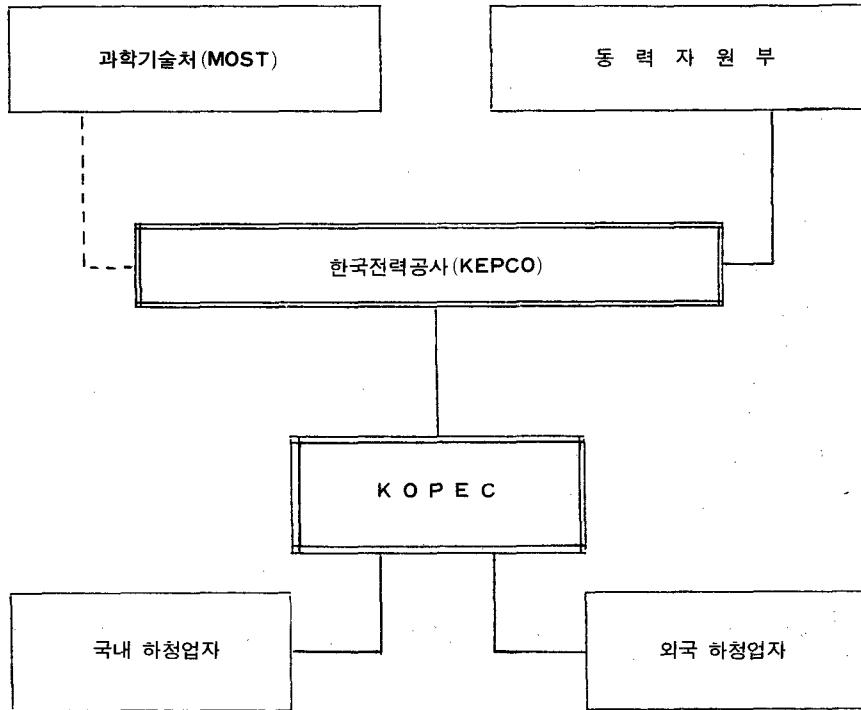 과학기술처(MOST)
동 력 자 원 부
한국전력공사(KEPCO)
K O P E C
국내 하청업자
외국 하청업자